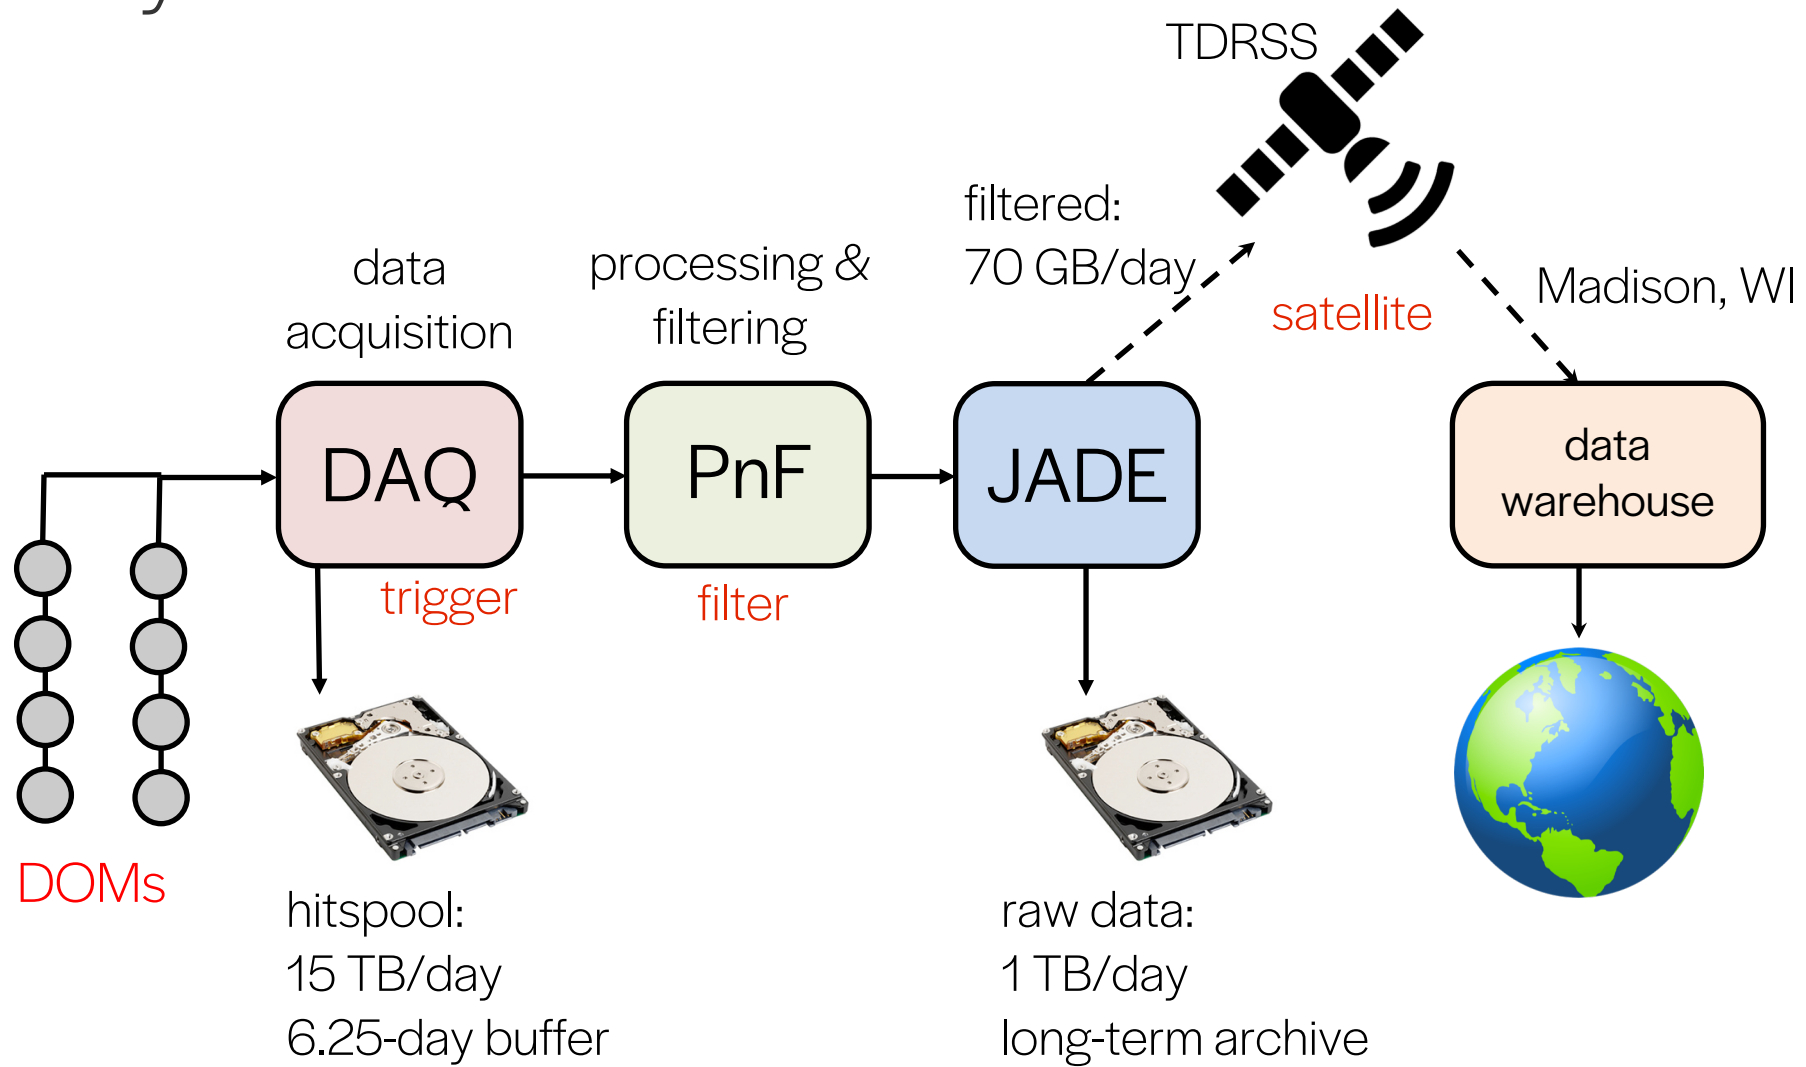 TDRSS
filtered:
70 GB/day
satellite
Madison, WI
data
acquisition
processing &
filtering
DAQ
PnF
JADE
data
warehouse
trigger
filter
DOMs
hitspool:
15 TB/day
6.25-day buffer
raw data:
1 TB/day
long-term archive